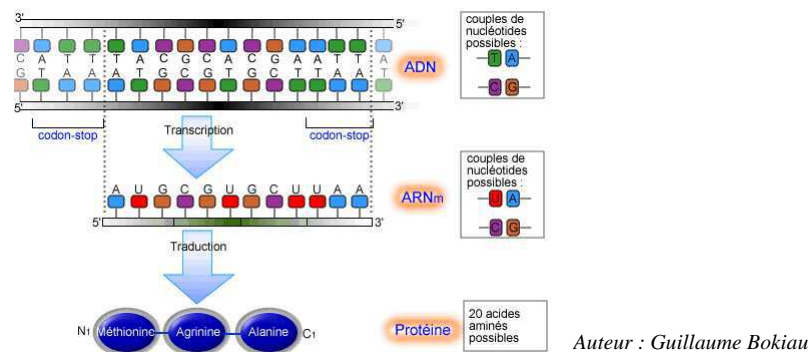 3' 5'
C A T T T A C G C A C G A A T T A T
G T A A A T G C G T G C T T A A T A
5' 3'
ADN
couples de
nucléotides
possibles :
T A
C G
codon-stop
codon-stop
Transcription
A U G C G U G C U U A A
5' 3'
ARNm
couples de
nucléotides
possibles :
U A
C G
Traduction
N1 Méthionine Agrinine Alanine C1
Protéine
20 acides
aminés
possibles
Auteur : Guillaume Bokiau